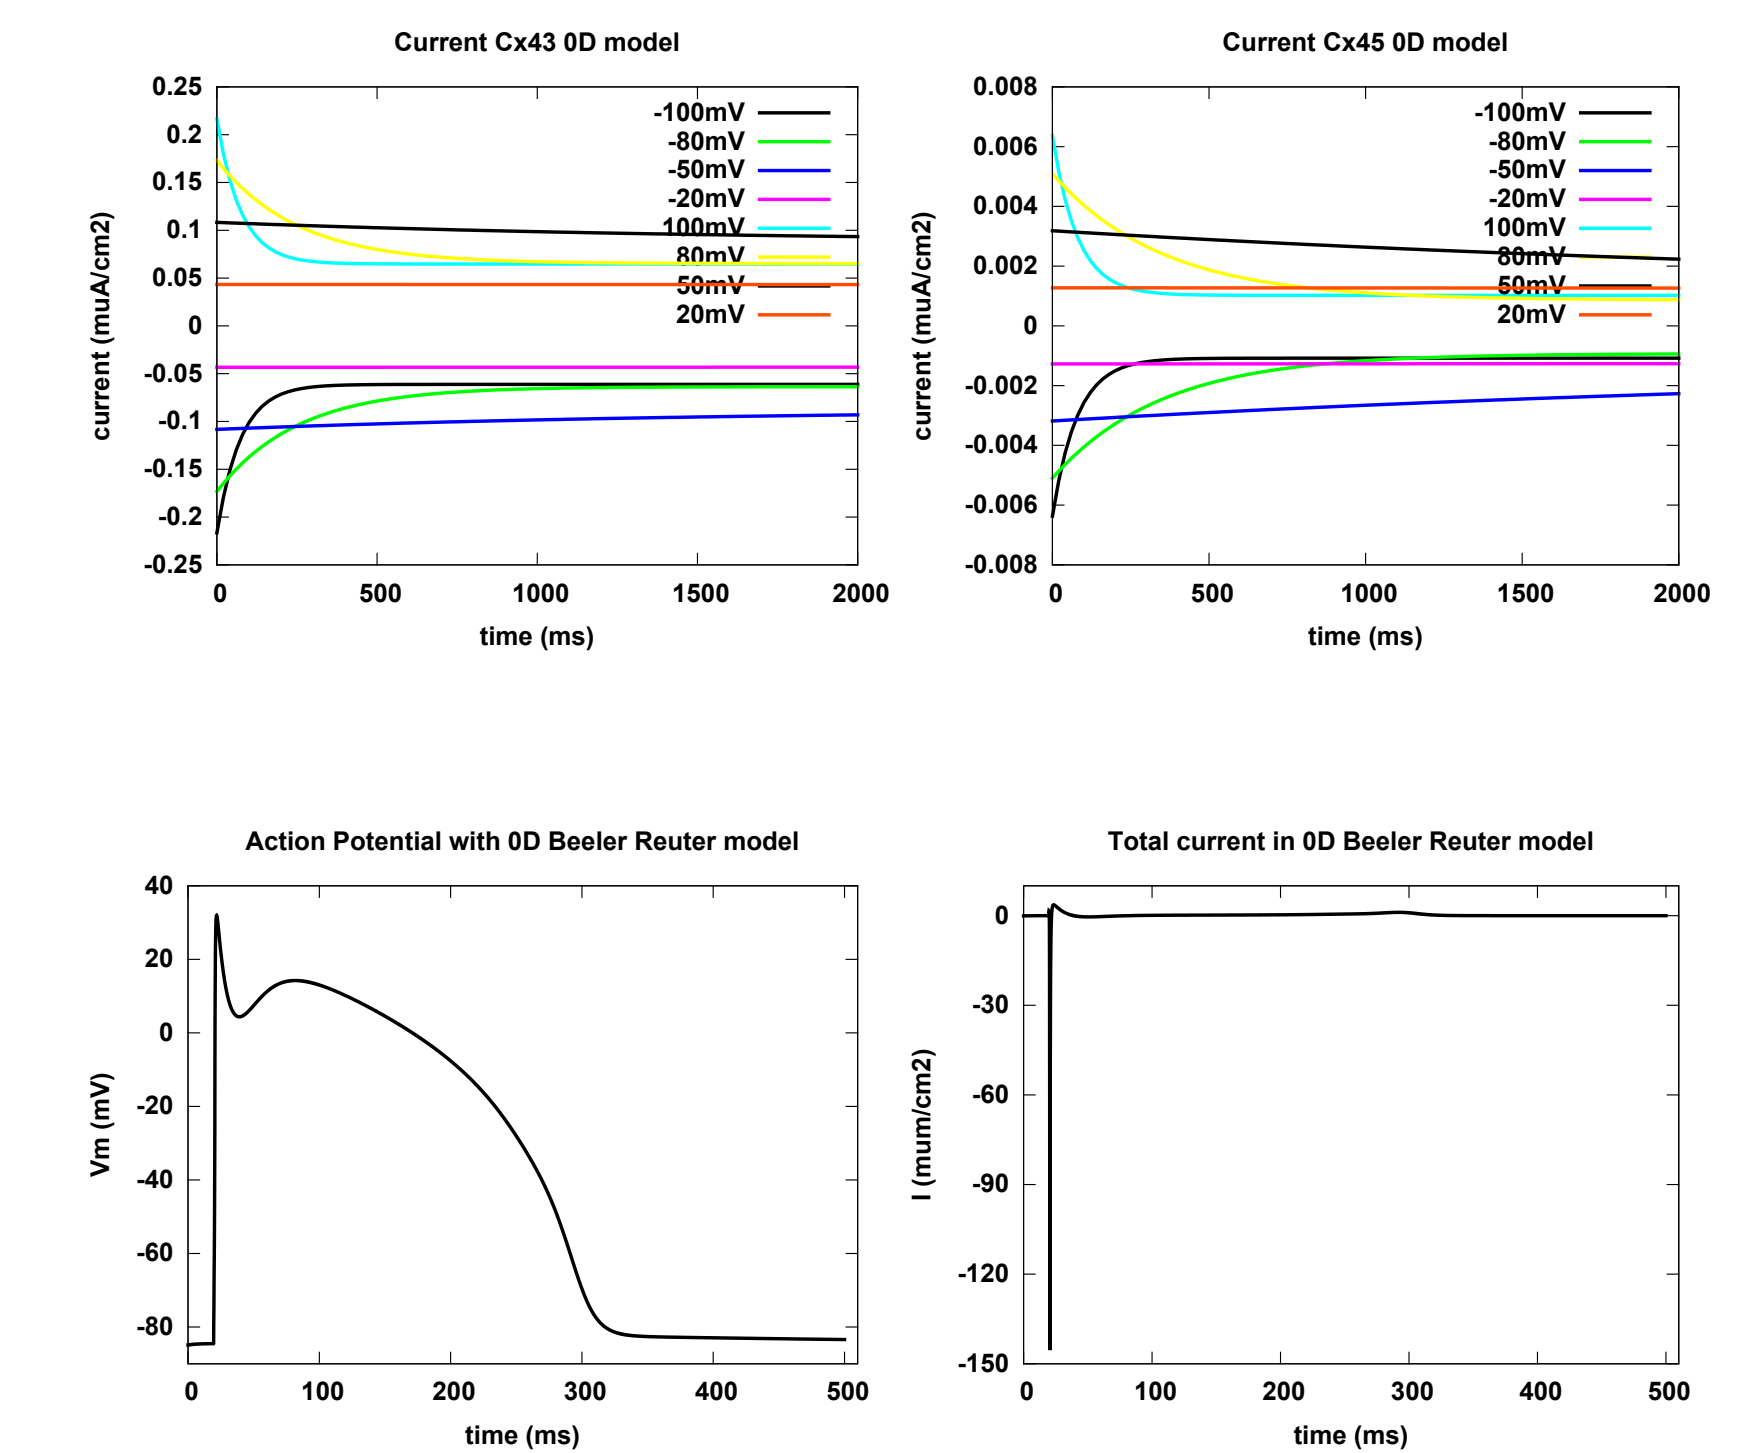 Current Cx43 0D model
0.25
0.2
0.15
0.1
0.05
0
-0.05
-0.1
-0.15
-0.2
-0.25
current (muA/cm2)
-100mV
-80mV
-50mV
-20mV
100mV
80mV
50mV
20mV
0 500 1000 1500 2000
time (ms)
Current Cx45 0D model
0.008
0.006
0.004
0.002
0
-0.002
-0.004
-0.006
-0.008
current (muA/cm2)
-100mV
-80mV
-50mV
-20mV
100mV
80mV
50mV
20mV
0 500 1000 1500 2000
time (ms)
Action Potential with 0D Beeler Reuter model
40
20
0
-20
-40
-60
-80
Vm (mV)
0 100 200 300 400 500
time (ms)
Total current in 0D Beeler Reuter model
0
-30
-60
-90
-120
-150
I (mum/cm2)
0 100 200 300 400 500
time (ms)